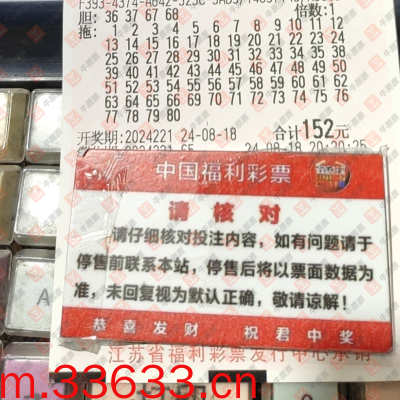 胆: 36 37 67 68
倍数:1
拖: 1 2 3 4 5 6 7 8 9 10 11 12
13 14 15 16 17 18 19 20 21 22 23 24
25 26 27 28 29 30 31 32 33 34 35 38
39 40 41 42 43 44 45 46 47 48 49 50
51 52 53 54 55 56 57 58 59 60 61 62
63 64 65 66 69 70 71 72 73 74 75 76
77 78 79 80
开奖期:2024221 24-08-18 合计152元
中国福利彩票
请核对
请仔细核对投注内容，如有问题请于
停售前联系本站，停售后将以票面数据为
准，未回复视为默认正确，敬请谅解！
恭喜发财 祝君中奖
江苏省福利彩票发行中心承销
m.33633.cn